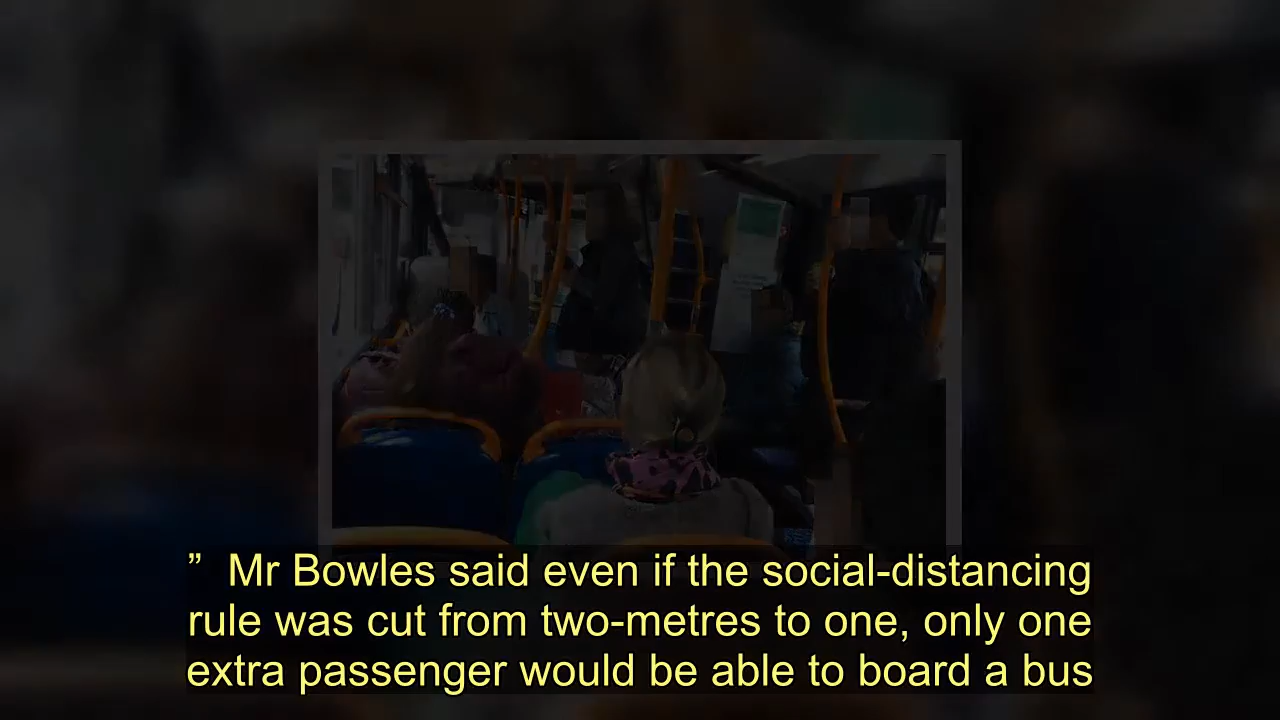 ”  Mr Bowles said even if the social-distancing
rule was cut from two-metres to one, only one
extra passenger would be able to board a bus